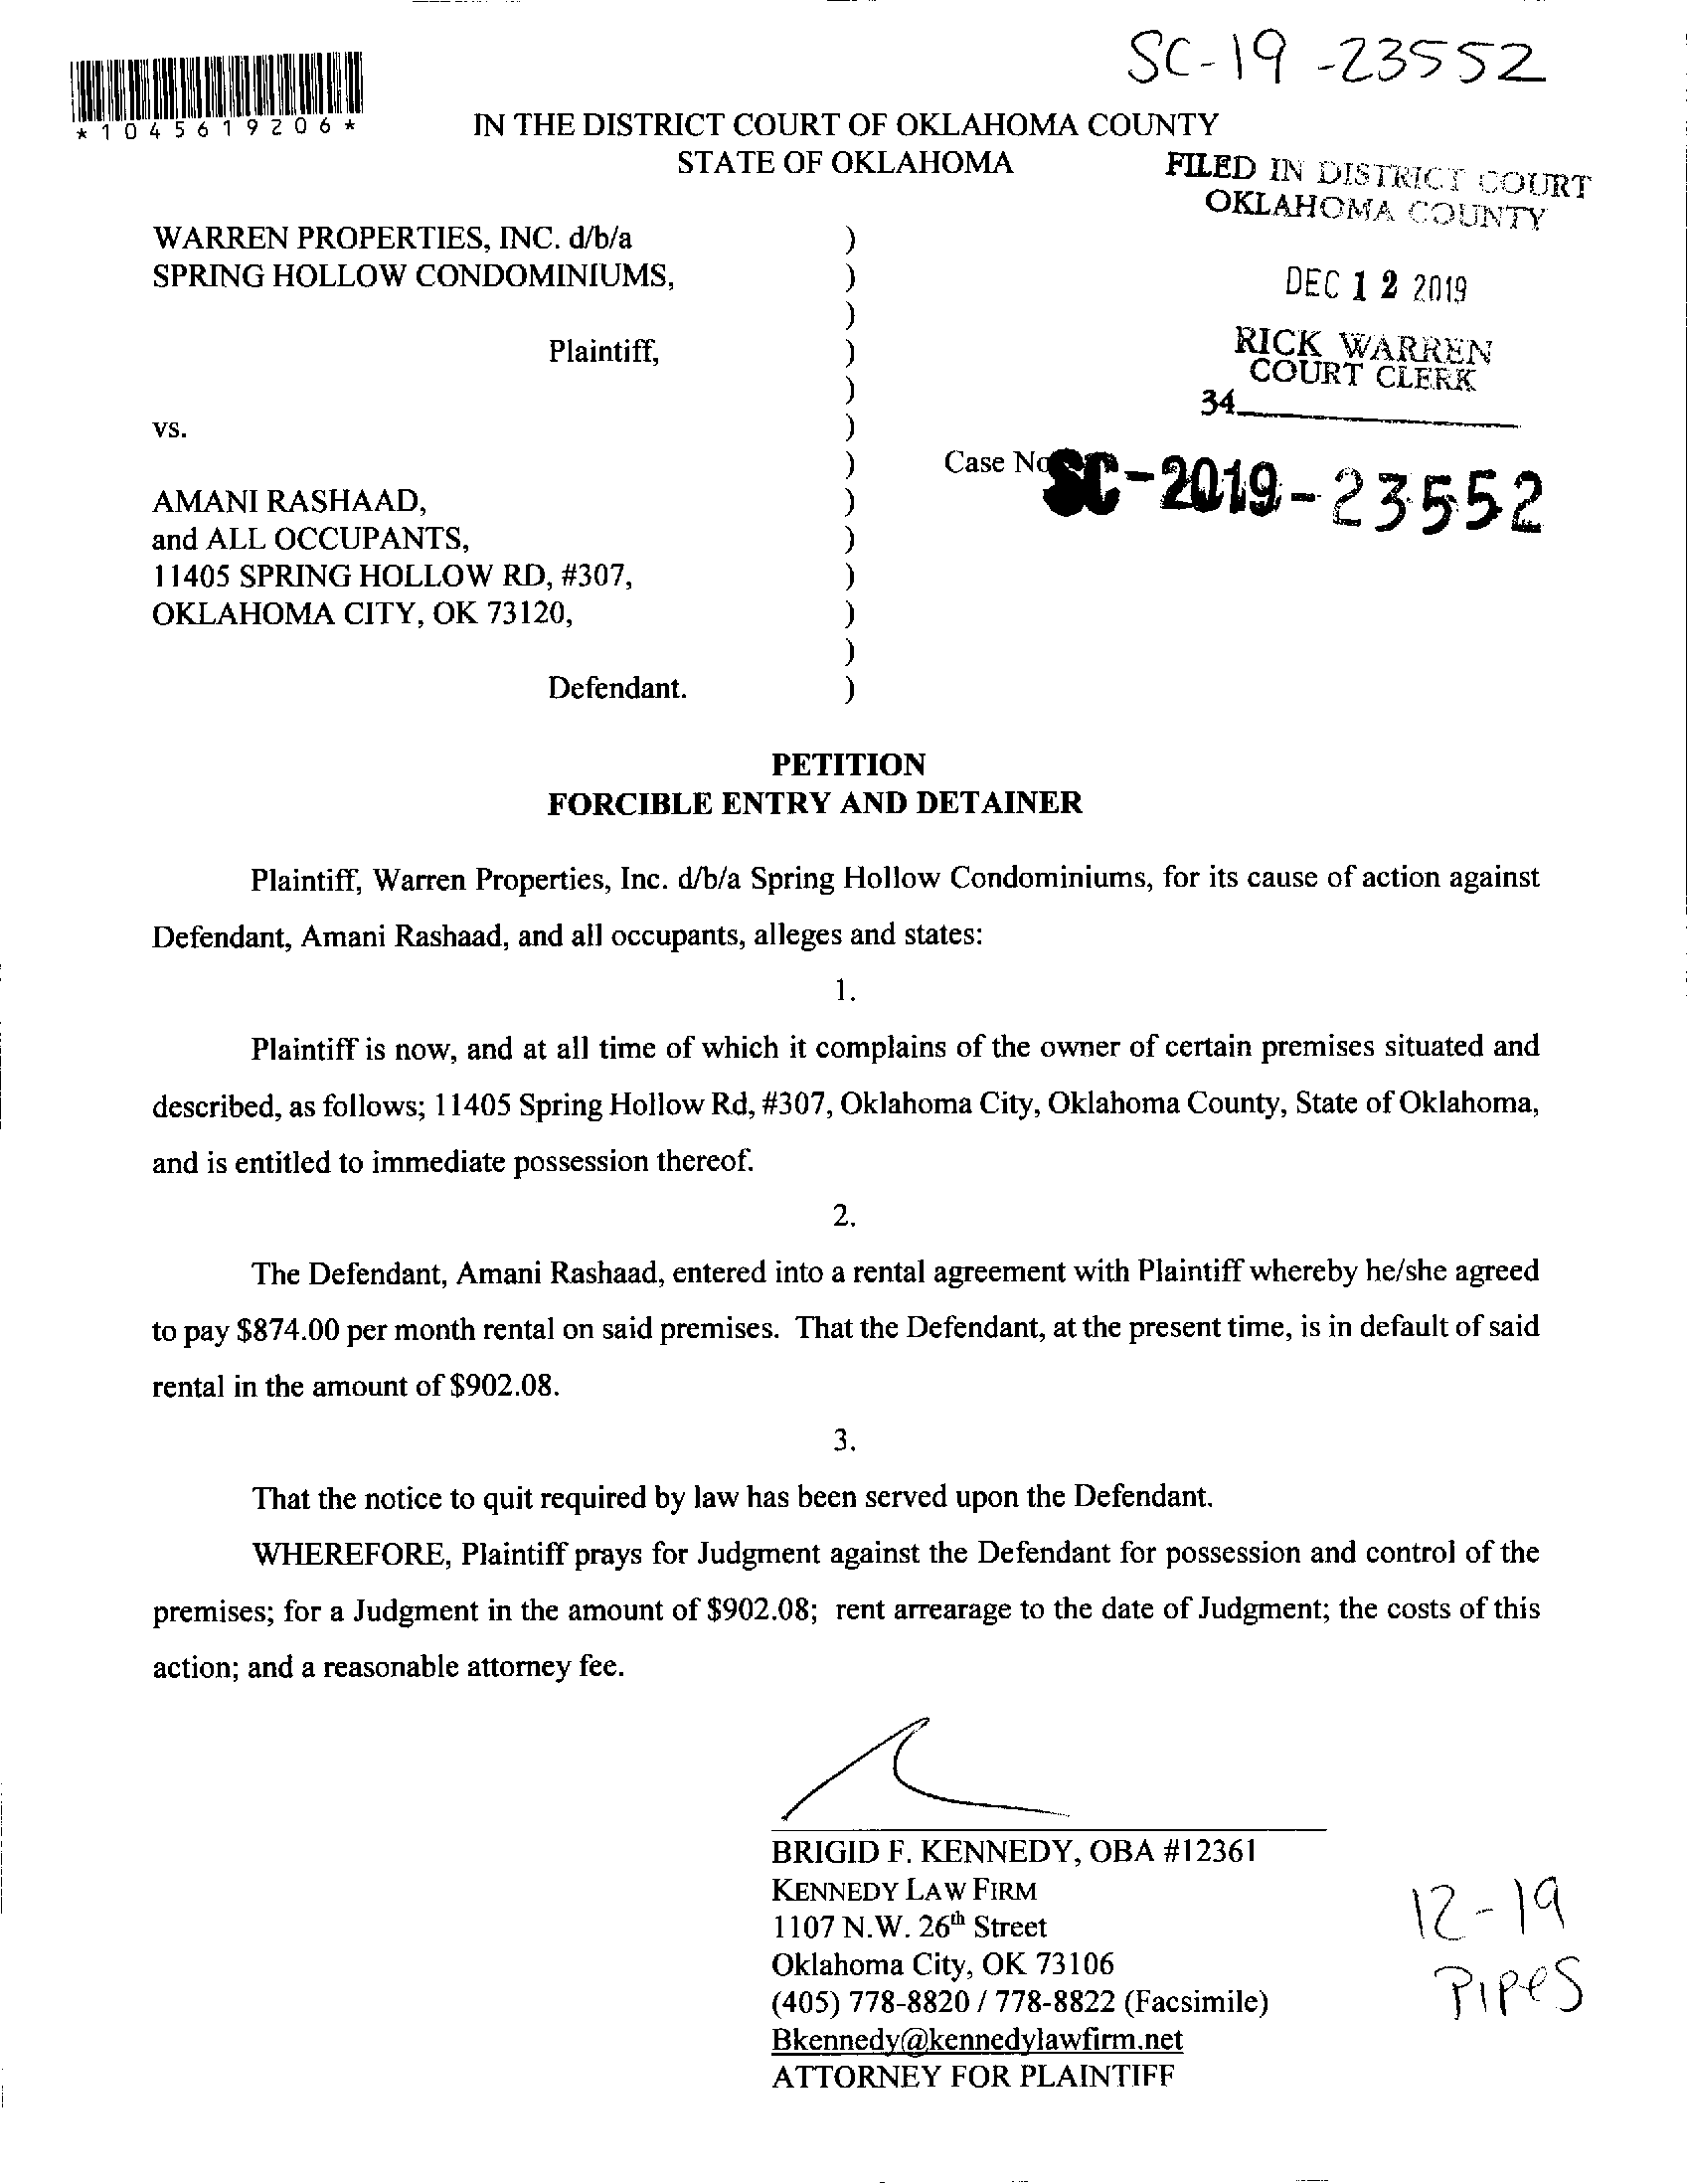 SC-19-23552
*1045619206*
IN THE DISTRICT COURT OF OKLAHOMA COUNTY
STATE OF OKLAHOMA
FILED IN DISTRICT COURT
OKLAHOMA COUNTY
WARREN PROPERTIES, INC. d/b/a )
SPRING HOLLOW CONDOMINIUMS, )
DEC 12 2019
)
Plaintiff, )
RICK WARREN
COURT CLERK
)
34
vs. )
) Case No SC-2019-23552
AMANI RASHAAD, )
and ALL OCCUPANTS, )
11405 SPRING HOLLOW RD, #307, )
OKLAHOMA CITY, OK 73120, )
)
Defendant. )
PETITION
FORCIBLE ENTRY AND DETAINER
Plaintiff, Warren Properties, Inc. d/b/a Spring Hollow Condominiums, for its cause of action against
Defendant, Amani Rashaad, and all occupants, alleges and states:
1.
Plaintiff is now, and at all time of which it complains of the owner of certain premises situated and
described, as follows; 11405 Spring Hollow Rd, #307, Oklahoma City, Oklahoma County, State of Oklahoma,
and is entitled to immediate possession thereof.
2.
The Defendant, Amani Rashaad, entered into a rental agreement with Plaintiff whereby he/she agreed
to pay $874.00 per month rental on said premises. That the Defendant, at the present time, is in default of said
rental in the amount of $902.08.
3.
That the notice to quit required by law has been served upon the Defendant.
WHEREFORE, Plaintiff prays for Judgment against the Defendant for possession and control of the
premises; for a Judgment in the amount of $902.08; rent arrearage to the date of Judgment; the costs of this
action; and a reasonable attorney fee.
BRIGID F. KENNEDY, OBA #12361
KENNEDY LAW FIRM
1107 N.W. 26th Street
Oklahoma City, OK 73106
(405) 778-8820 / 778-8822 (Facsimile)
Bkennedy@kennedylawfirm.net
ATTORNEY FOR PLAINTIFF
12-19
PIPES